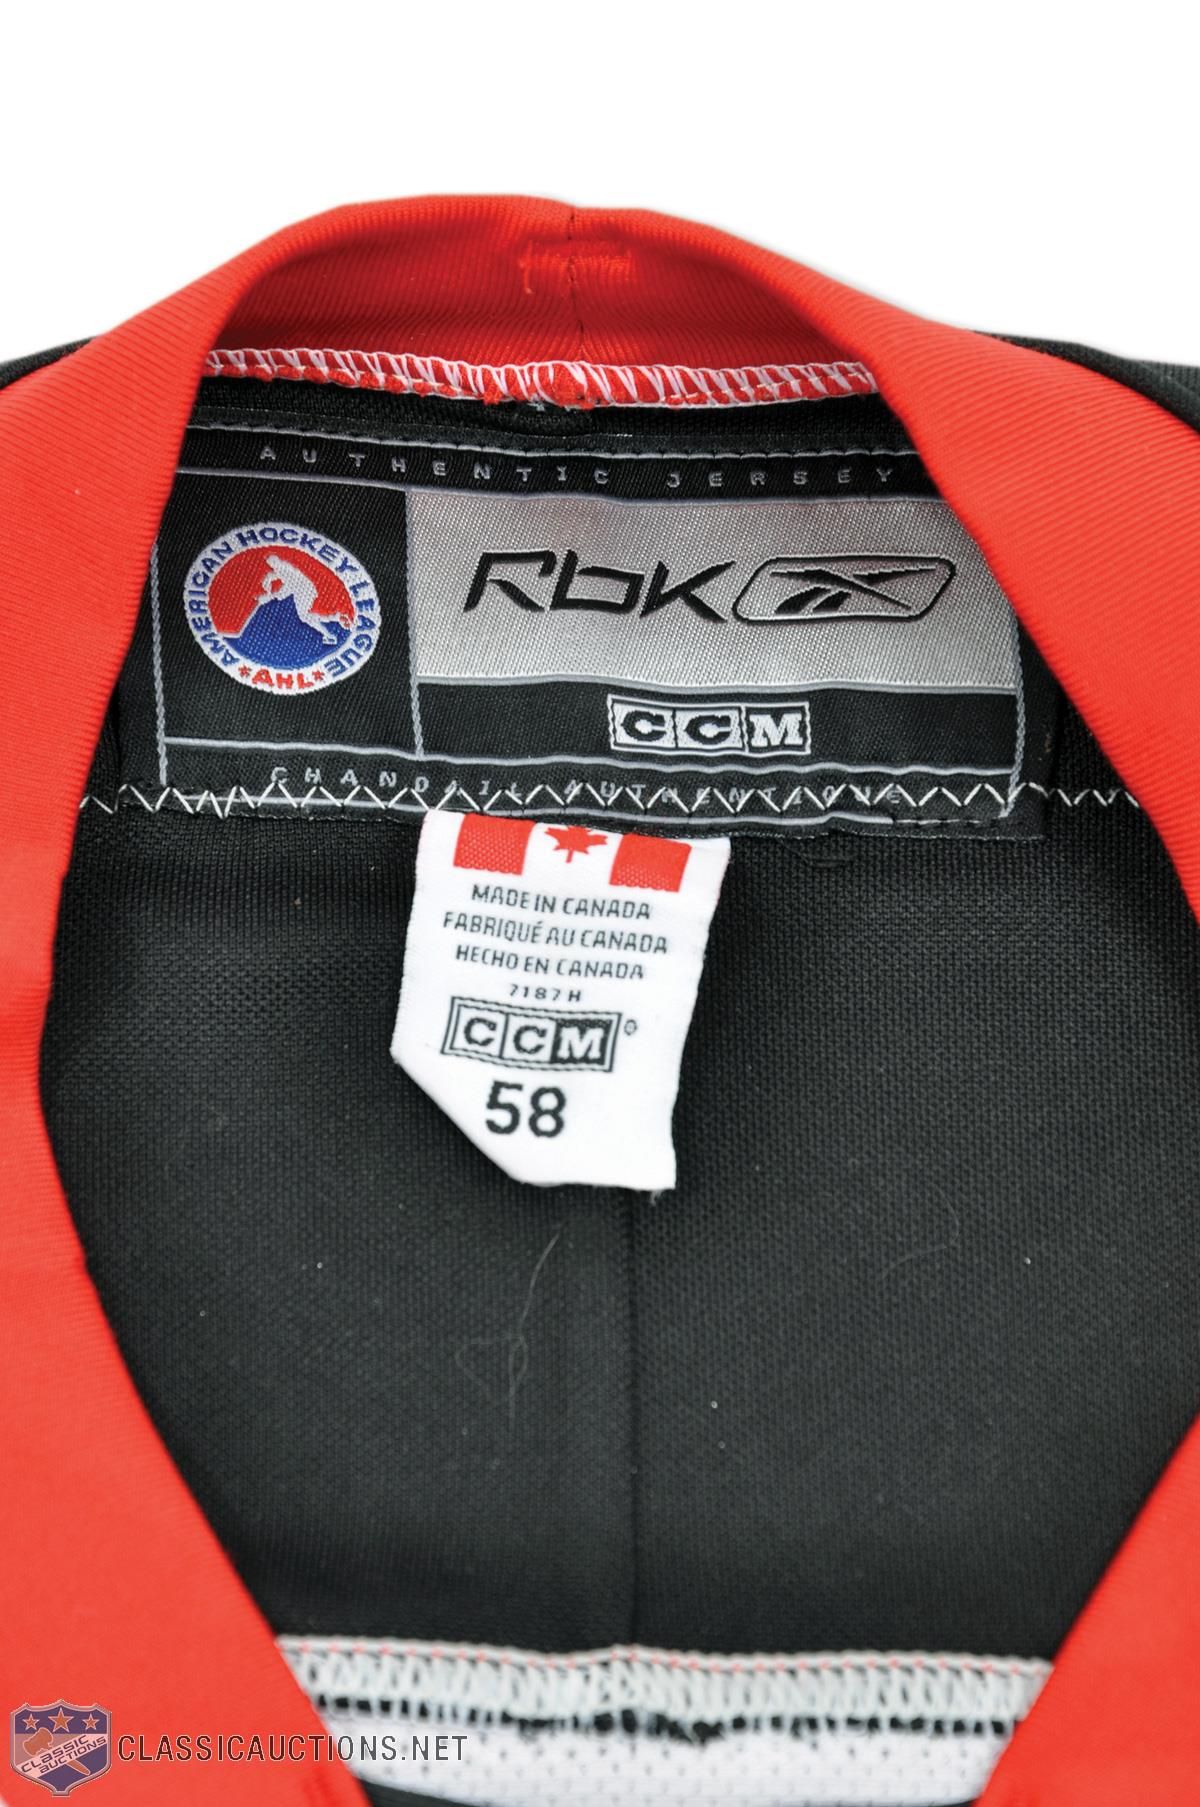 AUTHENTIC JERSEY
AMERICAN HOCKEY LEAGUE
AHL
Rbk
CCM
CHANDAIL AUTHENTIQUE
MADE IN CANADA
FABRIQUÉ AU CANADA
HECHO EN CANADA
7187H
CCM®
58
CLASSIC AUCTIONS
CLASSICAUCTIONS.NET